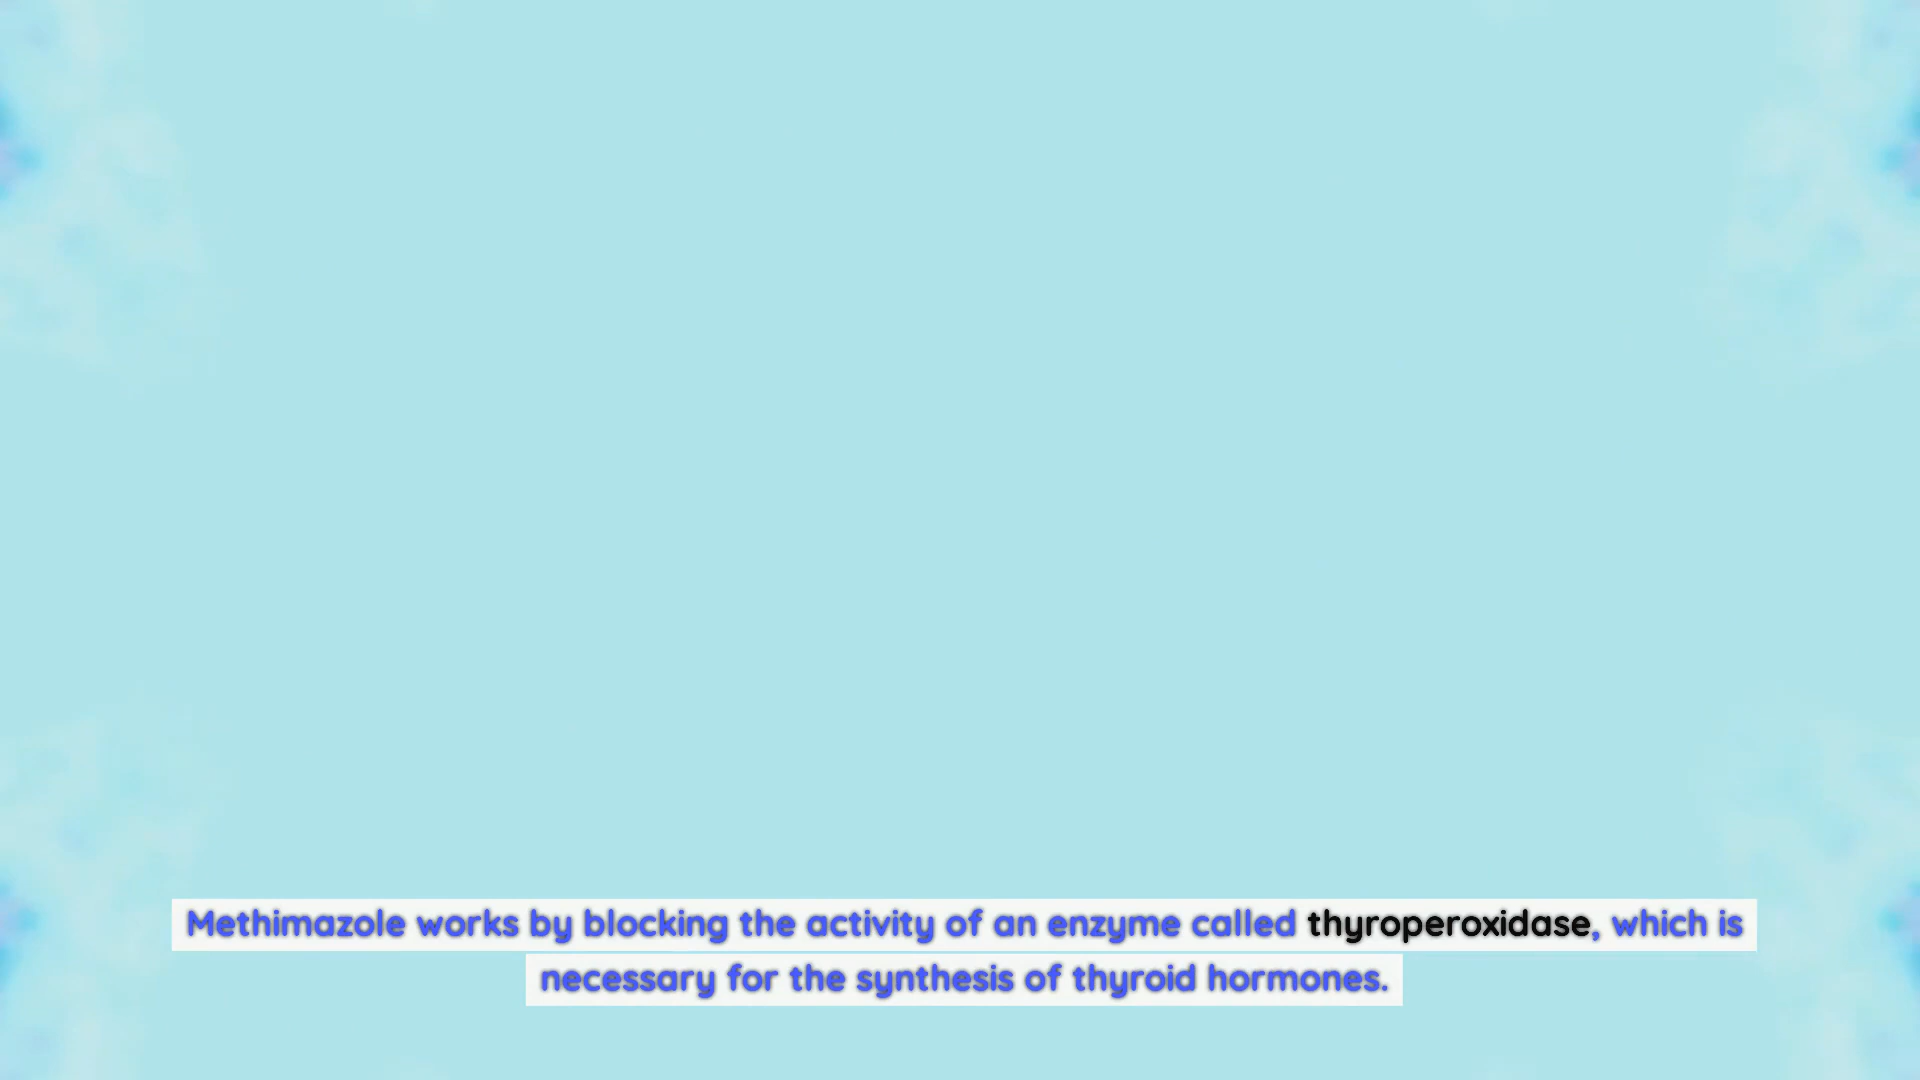 Methimazole works by blocking the activity of an enzyme called thyroperoxidase, which is
necessary for the synthesis of thyroid hormones.